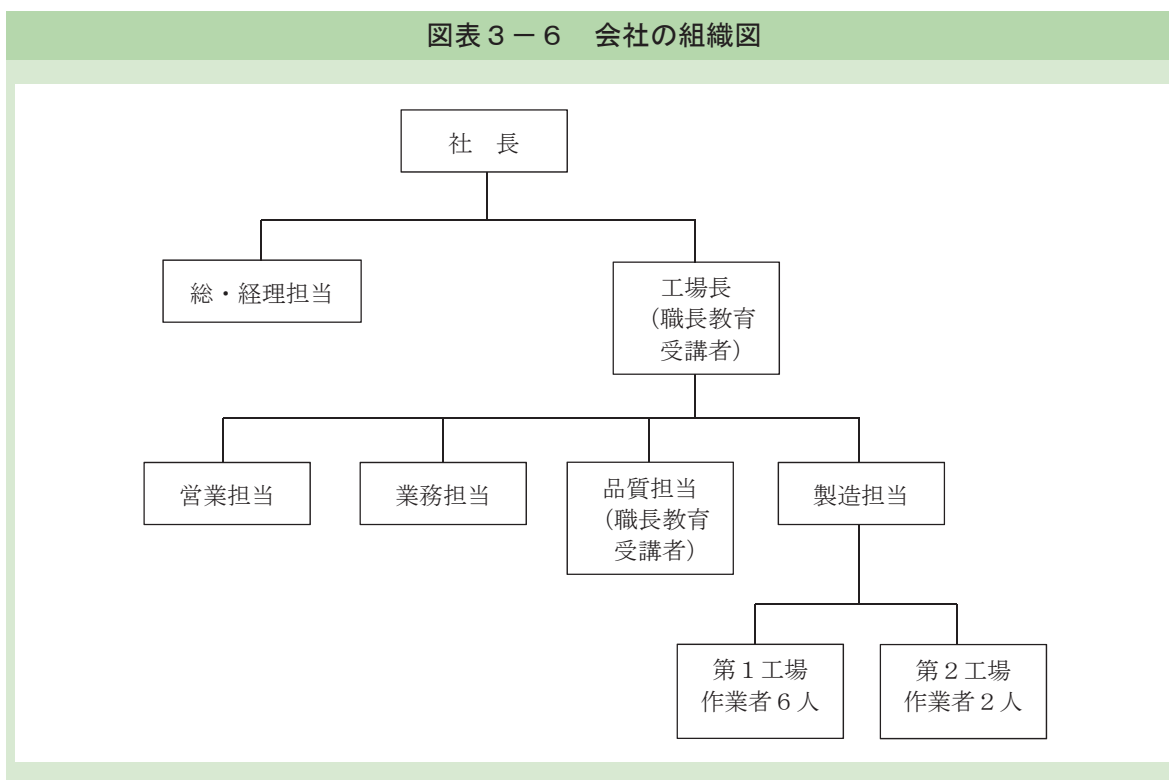 図表３－６　会社の組織図
社　長
総・経理担当
工場長
（職長教育
受講者）
営業担当
業務担当
品質担当
（職長教育
受講者）
製造担当
第１工場
作業者６人
第２工場
作業者２人